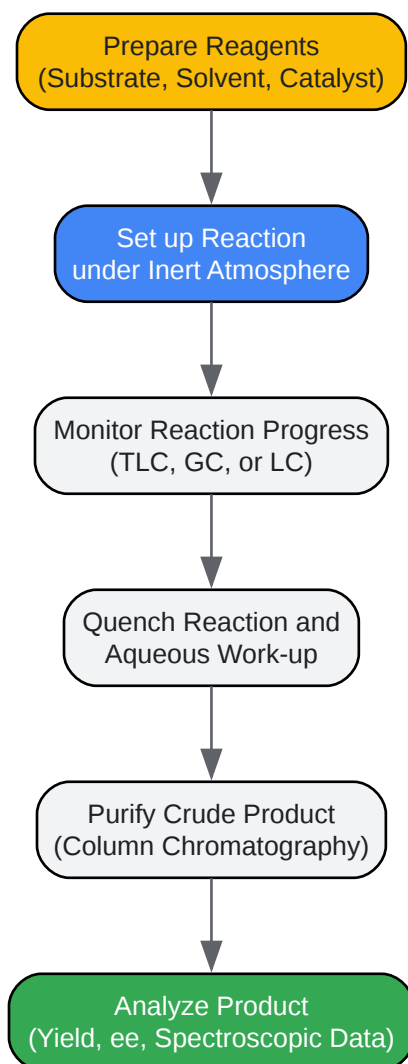 Prepare Reagents
(Substrate, Solvent, Catalyst)
Set up Reaction
under Inert Atmosphere
Monitor Reaction Progress
(TLC, GC, or LC)
Quench Reaction and
Aqueous Work-up
Purify Crude Product
(Column Chromatography)
Analyze Product
(Yield, ee, Spectroscopic Data)